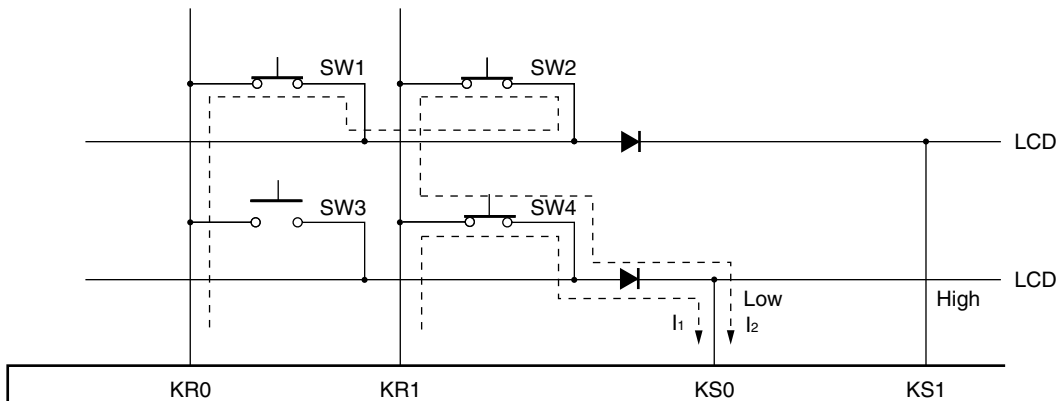 SW1
SW2
LCD
SW3
SW4
LCD
Low
High
I1
I2
KR0
KR1
KS0
KS1